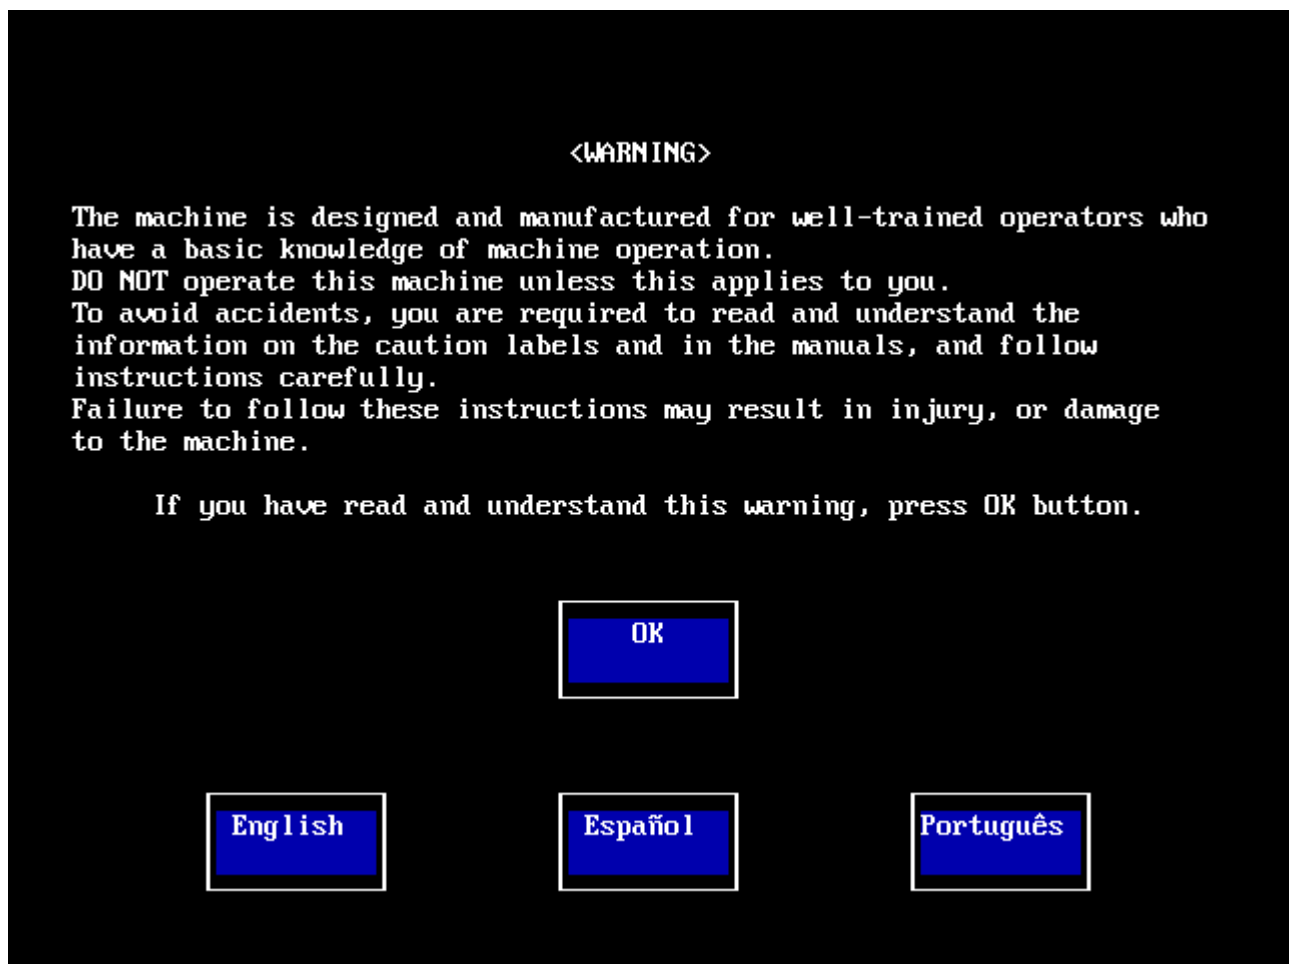 <WARNING>
The machine is designed and manufactured for well-trained operators who
have a basic knowledge of machine operation.
DO NOT operate this machine unless this applies to you.
To avoid accidents, you are required to read and understand the
information on the caution labels and in the manuals, and follow
instructions carefully.
Failure to follow these instructions may result in injury, or damage
to the machine.
If you have read and understand this warning, press OK button.
OK
English
Español
Português